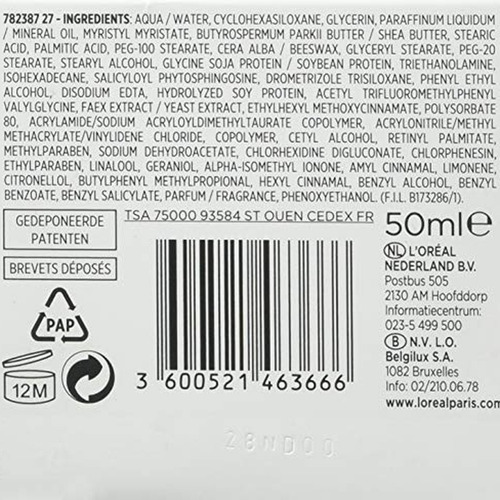 782387 27 - INGREDIENTS: AQUA / WATER, CYCLOHEXASILOXANE, GLYCERIN, PARAFFINUM LIQUIDUM
/ MINERAL OIL, MYRISTYL MYRISTATE, BUTYROSPERMUM PARKII BUTTER / SHEA BUTTER, STEARIC
ACID, PALMITIC ACID, PEG-100 STEARATE, CERA ALBA / BEESWAX, GLYCERYL STEARATE, PEG-20
STEARATE, STEARYL ALCOHOL, GLYCINE SOJA PROTEIN / SOYBEAN PROTEIN, TRIETHANOLAMINE,
ISOHEXADECANE, SALICYLOYL PHYTOSPHINGOSINE, DROMETRIZOLE TRISILOXANE, PHENYL ETHYL
ALCOHOL, DISODIUM EDTA, HYDROLYZED SOY PROTEIN, ACETYL TRIFLUOROMETHYLPHENYL
VALYLGLYCINE, FAEX EXTRACT / YEAST EXTRACT, ETHYLHEXYL METHOXYCINNAMATE, POLYSORBATE
80, ACRYLAMIDE/SODIUM ACRYLOYLDIMETHYLTAURATE COPOLYMER, ACRYLONITRILE/METHYL
METHACRYLATE/VINYLIDENE CHLORIDE, COPOLYMER, CETYL ALCOHOL, RETINYL PALMITATE,
METHYLPARABEN, SODIUM DEHYDROACETATE, CHLORHEXIDINE DIGLUCONATE, CHLORPHENESIN,
ETHYLPARABEN, LINALOOL, GERANIOL, ALPHA-ISOMETHYL IONONE, AMYL CINNAMAL, LIMONENE,
CITRONELLOL, BUTYLPHENYL METHYLPROPIONAL, HEXYL CINNAMAL, BENZYL ALCOHOL, BENZYL
BENZOATE, BENZYL SALICYLATE, PARFUM / FRAGRANCE, PHENOXYETHANOL. (F.I.L. B173286/1).
GEDEPONEERDE
PATENTEN
BREVETS DÉPOSÉS
PAP
12M
TSA 75000 93584 ST OUEN CEDEX FR
3 600521 463666
28ND00
50ml e
NL L'ORÉAL
NEDERLAND B.V.
Postbus 505
2130 AM Hoofddorp
Informatiecentrum:
023-5 499 500
B N.V. L.O.
Belgilux S.A.
1082 Bruxelles
Info: 02/210.06.78
www.lorealparis.com